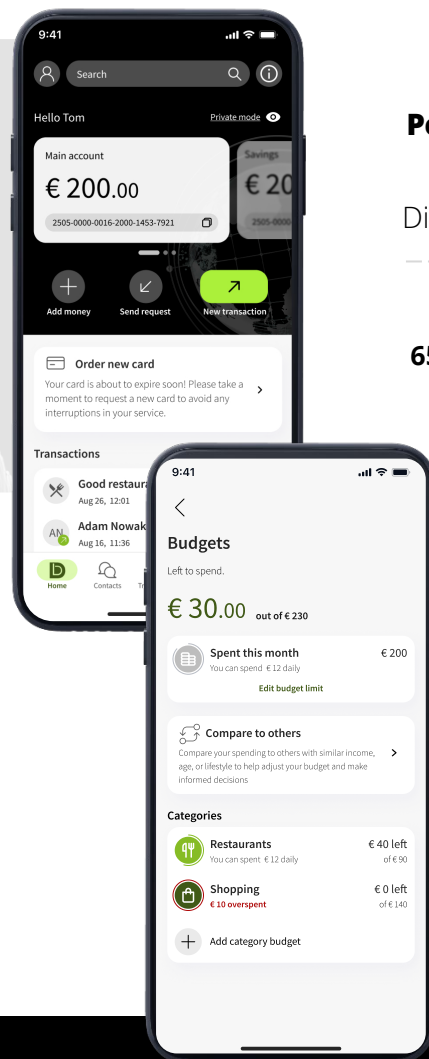 9:41
Search
Hello Tom
Private mode
Main account
€ 200.00
2505-0000-0016-2000-1453-7921
Savings
€ 20
2505-0000
Add money
Send request
New transaction
Order new card
Your card is about to expire soon! Please take a
moment to request a new card to avoid any
interruptions in your service.
Transactions
Good restaura
Aug 26, 12:01
AN
Adam Nowak
Aug 16, 11:36
Home
Contacts
9:41
Budgets
Left to spend.
€ 30.00 out of € 230
Spent this month
€ 200
You can spend € 12 daily
Edit budget limit
Compare to others
Compare your spending to others with similar income,
age, or lifestyle to help adjust your budget and make
informed decisions
Categories
Restaurants
€ 40 left
You can spent € 12 daily
of € 90
Shopping
€ 0 left
€ 10 overspent
of € 140
Add category budget
Di
65